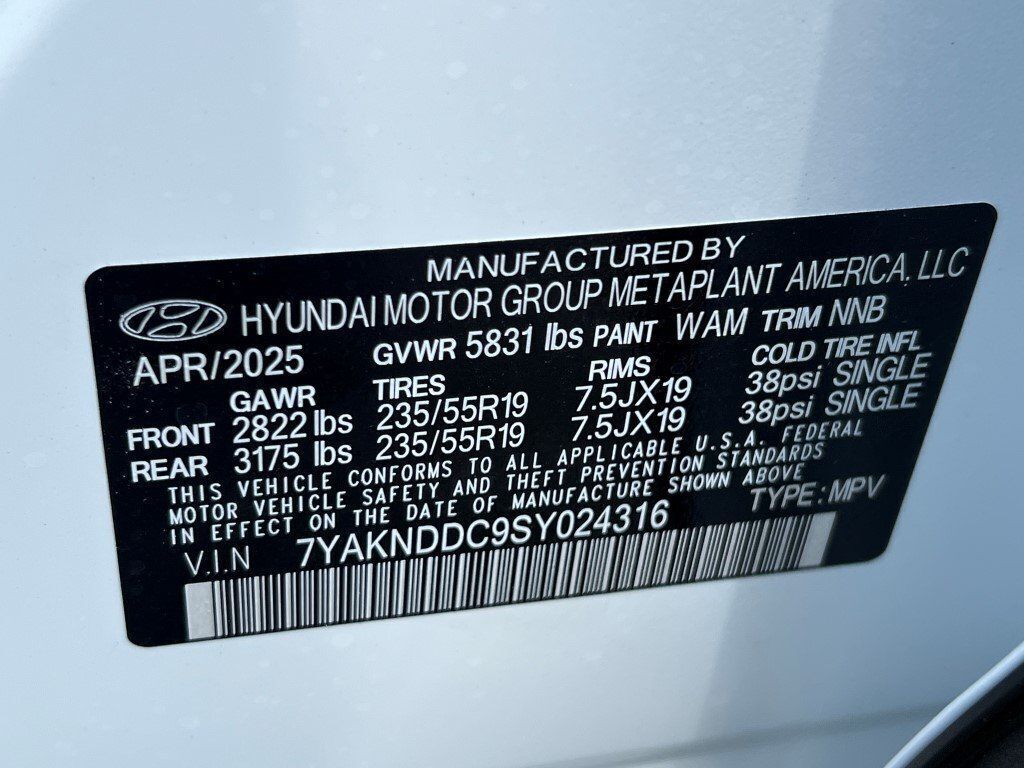 MANUFACTURED BY
HYUNDAI MOTOR GROUP METAPLANT AMERICA, LLC
APR/2025 GVWR 5831 lbs PAINT WAM TRIM NNB
GAWR TIRES RIMS COLD TIRE INFL
FRONT 2822 lbs 235/55R19 7.5JX19 38psi SINGLE
REAR 3175 lbs 235/55R19 7.5JX19 38psi SINGLE
THIS VEHICLE CONFORMS TO ALL APPLICABLE U.S.A. FEDERAL
MOTOR VEHICLE SAFETY AND THEFT PREVENTION STANDARDS
IN EFFECT ON THE DATE OF MANUFACTURE SHOWN ABOVE
V.I.N 7YAKNDDC9SY024316 TYPE: MPV